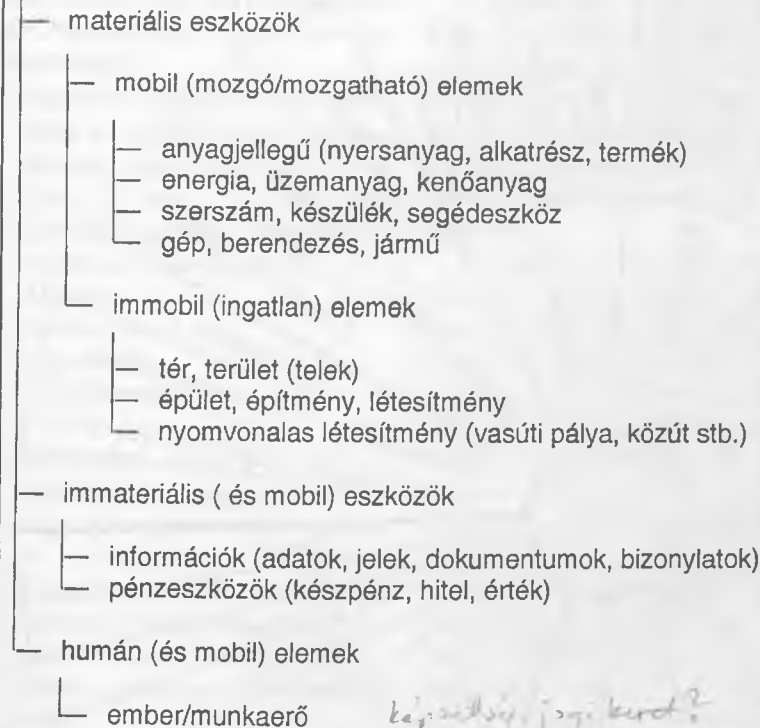 materiális eszközök
mobil (mozgó/mozgatható) elemek
anyagjellegű (nyersanyag, alkatrész, termék)
energia, üzemanyag, kenőanyag
szerszám, készülék, segédeszköz
gép, berendezés, jármű
immobil (ingatlan) elemek
tér, terület (telek)
épület, építmény, létesítmény
nyomvonalas létesítmény (vasúti pálya, közút stb.)
immateriális ( és mobil) eszközök
információk (adatok, jelek, dokumentumok, bizonylatok)
pénzeszközök (készpénz, hitel, érték)
humán (és mobil) elemek
ember/munkaerő